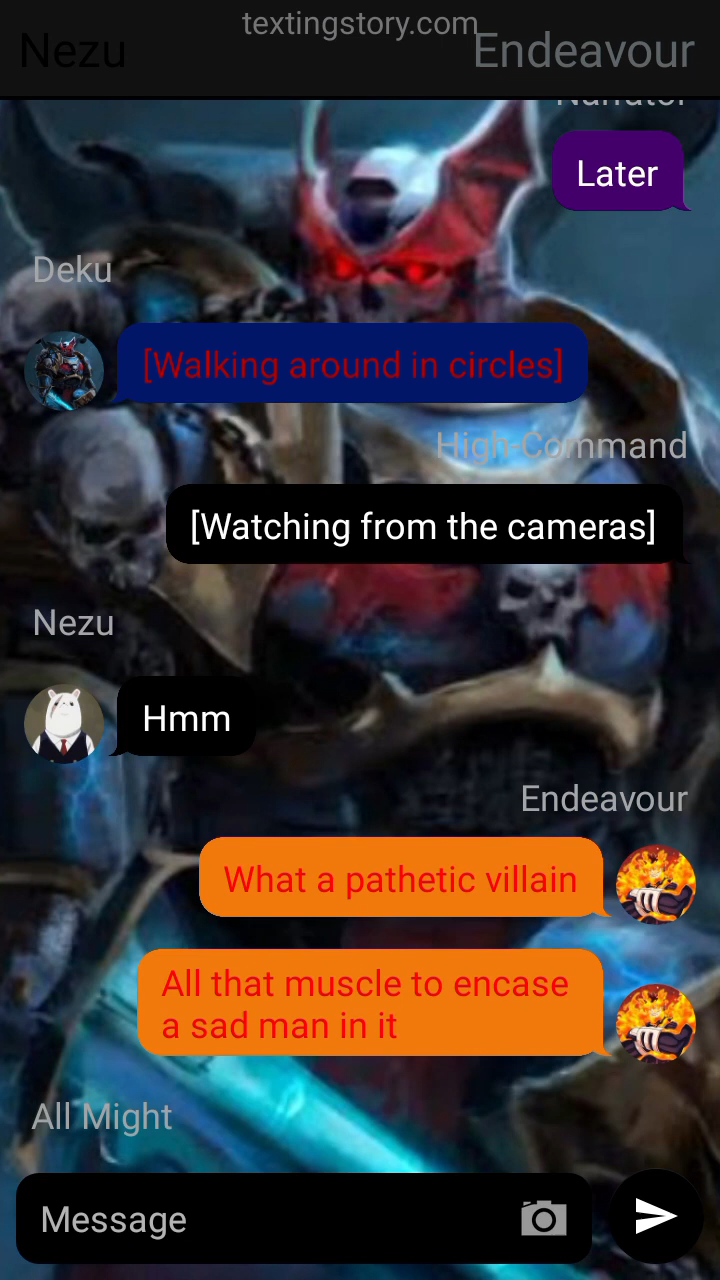 textingstory.com
Nezu
Endeavour
Narrator
Later
Deku
[Walking around in circles]
High-Command
[Watching from the cameras]
Nezu
Hmm
Endeavour
What a pathetic villain
All that muscle to encase
a sad man in it
All Might
Message